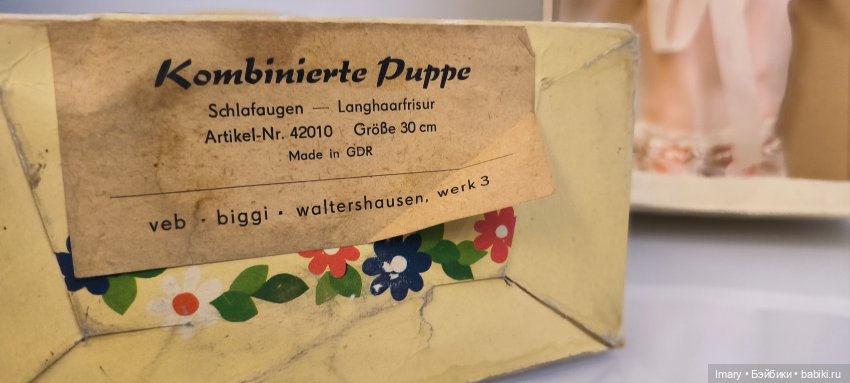 Kombinierte Puppe
Schlafaugen — Langhaarfrisur
Artikel-Nr. 42010 Größe 30 cm
Made in GDR
veb · biggi · waltershausen, werk 3
Imary • Бэйбики • babiki.ru